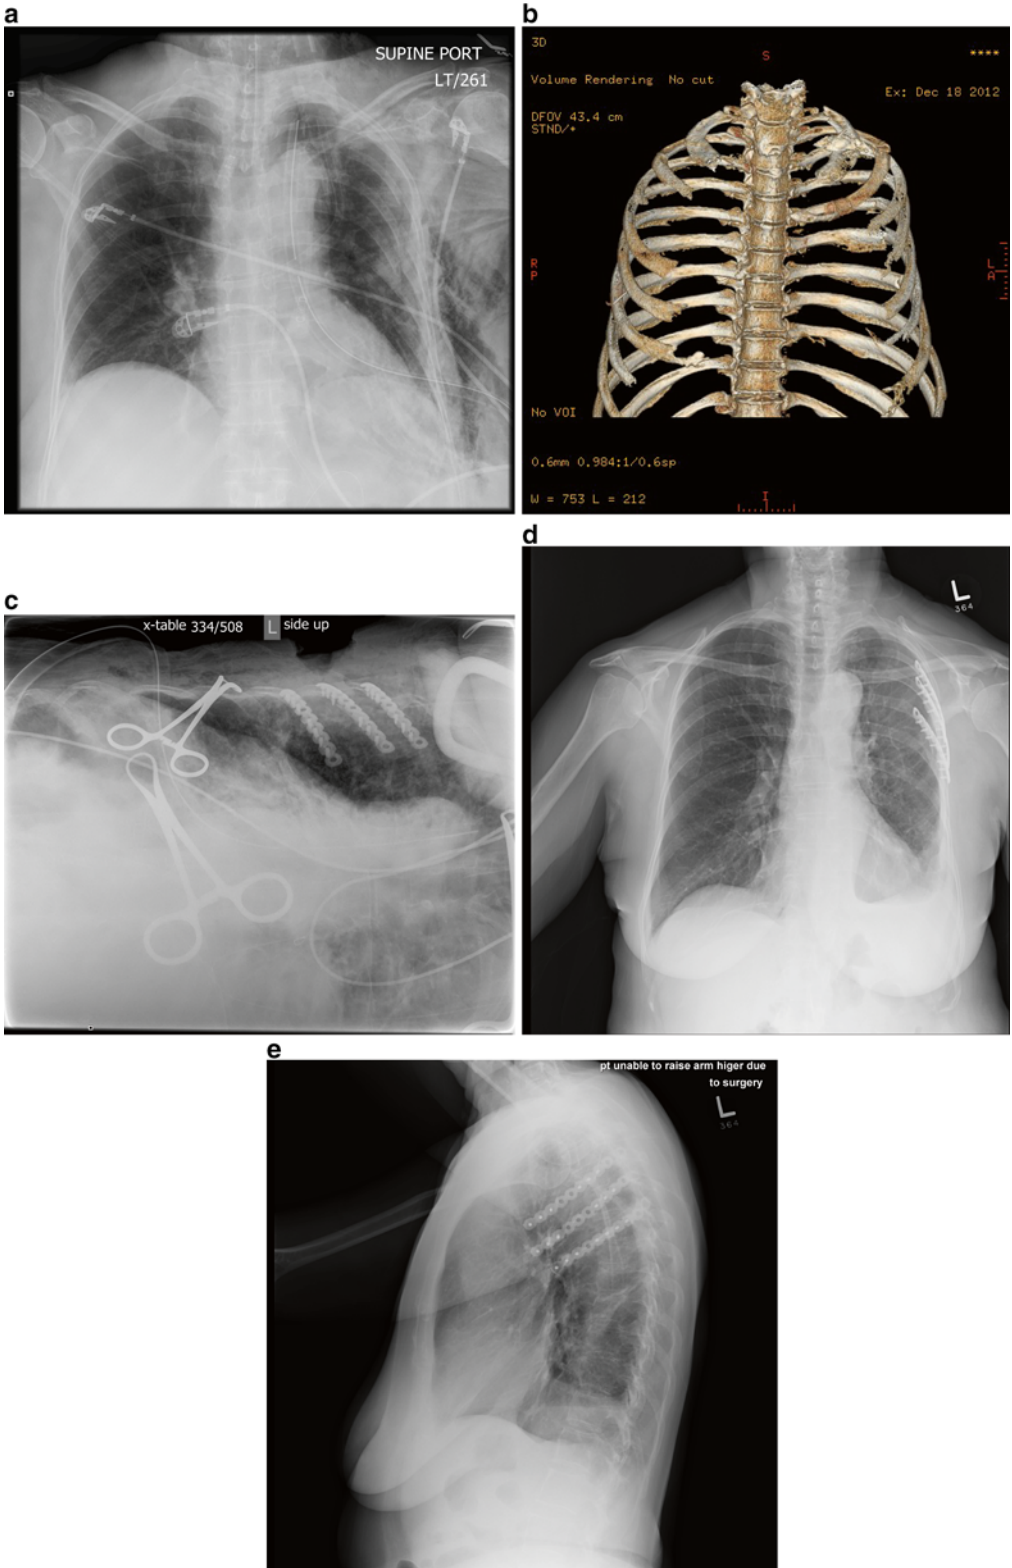 a
SUPINE PORT
LT/261
b
3D
S
****
Volume Rendering No cut
Ex: Dec 18 2012
DFOV 43.4 cm
STND/+
R
P
L
A
No VOI
0.6mm 0.984:1/0.6sp
W = 753 L = 212
I
c
x-table 334/508 L side up
d
L
364
e
pt unable to raise arm higer due
to surgery
L
364